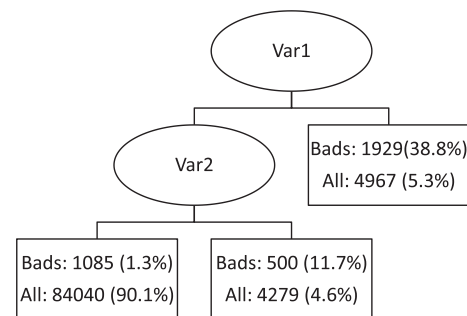 Var1
Bads: 1929(38.8%)
All: 4967 (5.3%)
Var2
Bads: 1085 (1.3%)
All: 84040 (90.1%)
Bads: 500 (11.7%)
All: 4279 (4.6%)